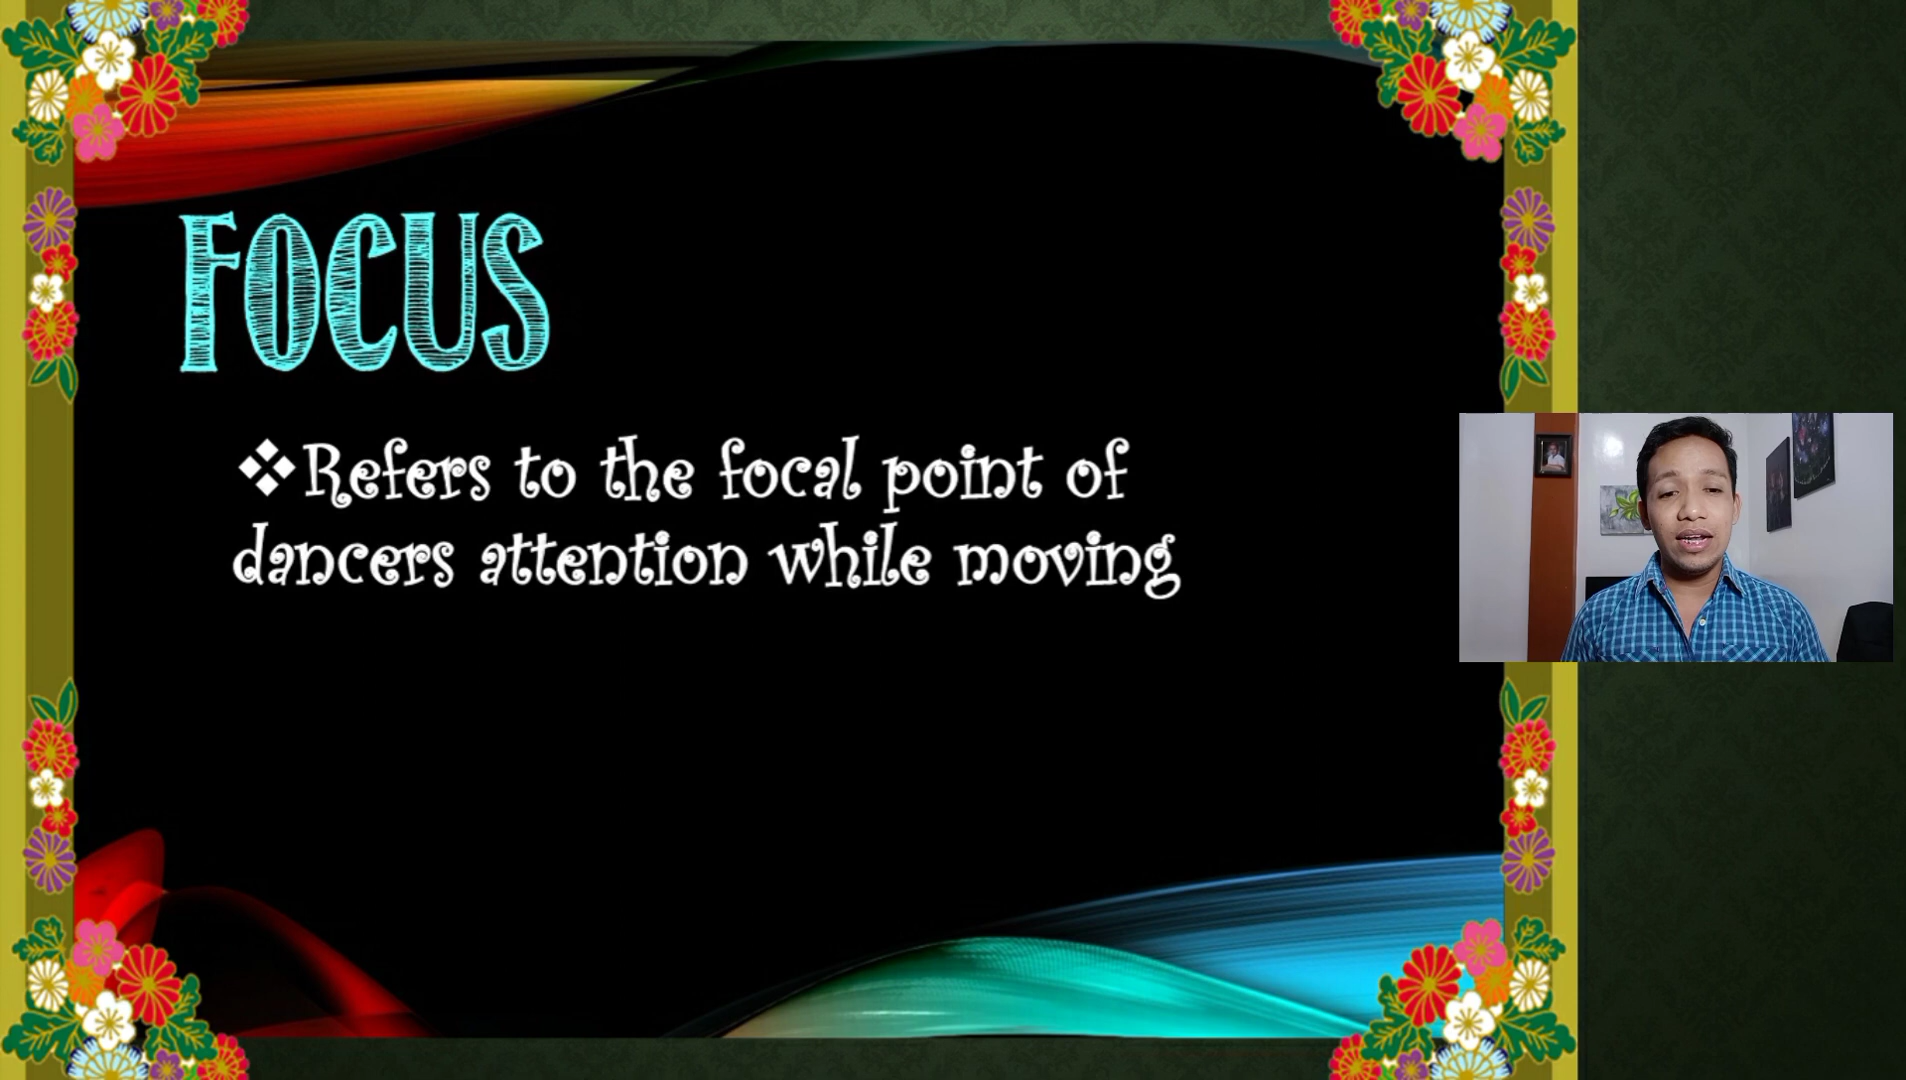 FOCUS
❖Refers to the focal point of
dancers attention while moving